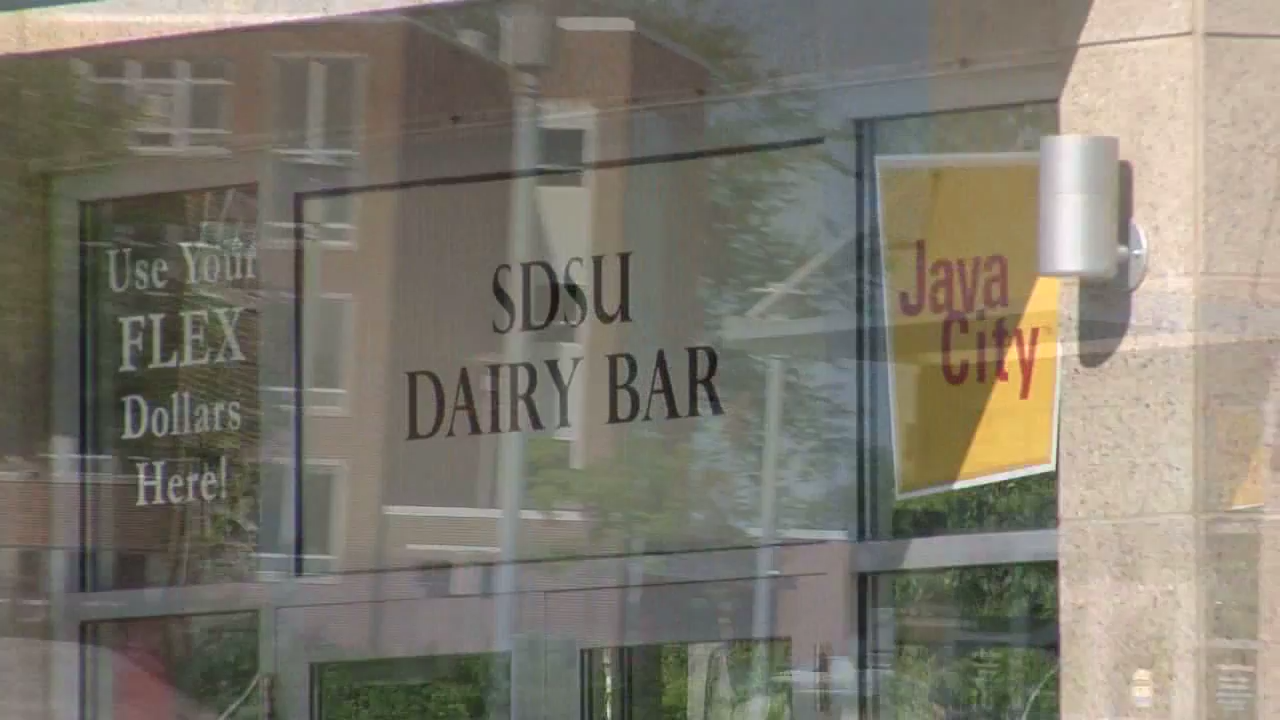 Use Your
FLEX
Dollars
Here!
SDSU
DAIRY BAR
Java
City